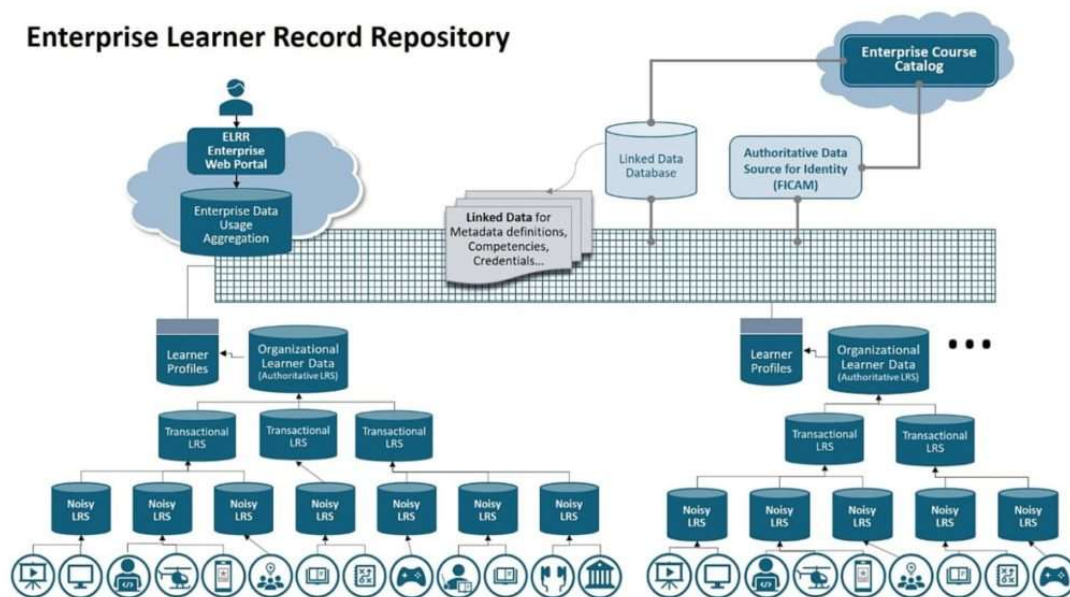 Enterprise Learner Record Repository
Enterprise Course
Catalog
ELRR
Enterprise
Web Portal
Enterprise Data
Usage
Aggregation
Linked Data
Database
Authoritative Data
Source for Identity
(FICAM)
Linked Data for
Metadata definitions,
Competencies,
Credentials...
Learner
Profiles
Organizational
Learner Data
(Authoritative LRS)
Learner
Profiles
Organizational
Learner Data
(Authoritative LRS)
Transactional
LRS
Transactional
LRS
Transactional
LRS
Transactional
LRS
Transactional
LRS
Noisy
LRS
Noisy
LRS
Noisy
LRS
Noisy
LRS
Noisy
LRS
Noisy
LRS
Noisy
LRS
Noisy
LRS
Noisy
LRS
Noisy
LRS
Noisy
LRS
Noisy
LRS